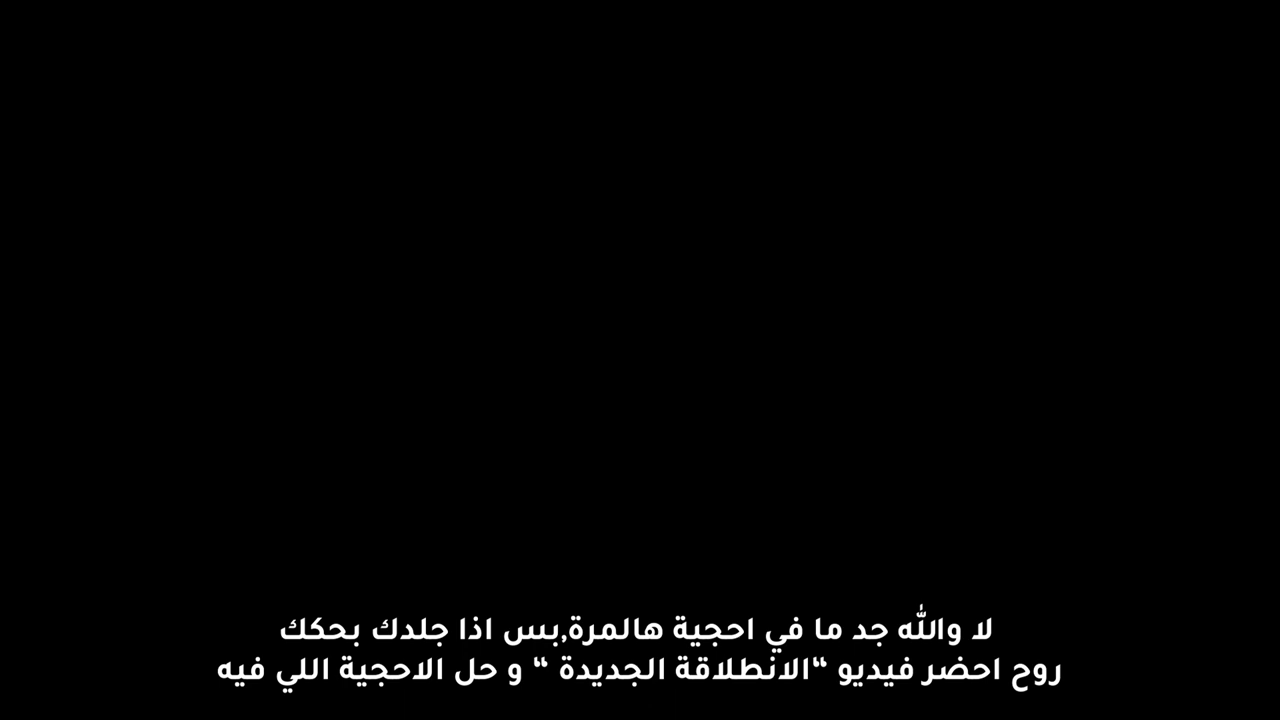 لا والله جد ما في احجية هالمرة,بس اذا جلدك بحكك
روح احضر فيديو “الانطلاقة الجديدة “ و حل الاحجية اللي فيه